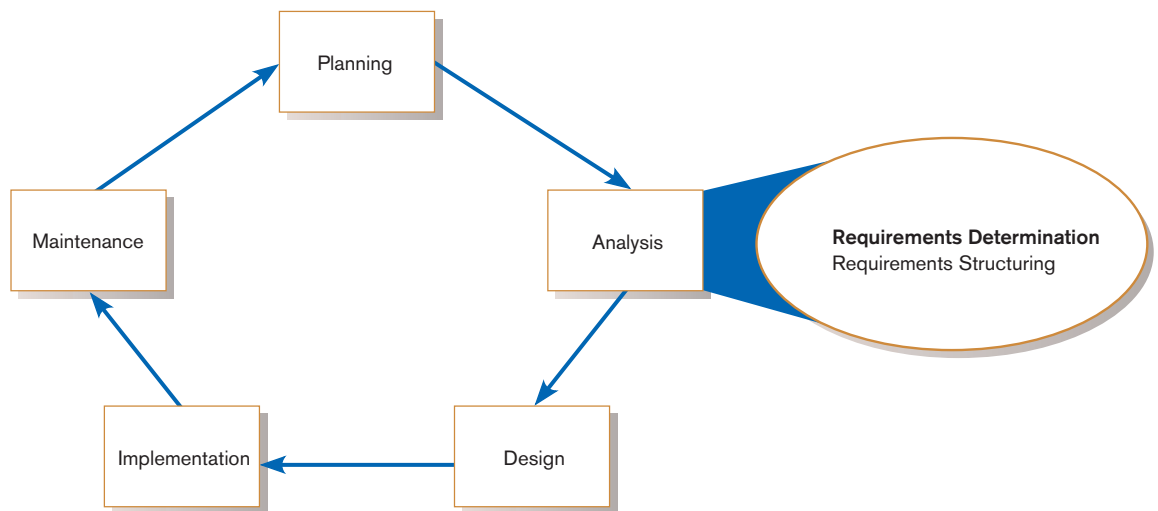 Planning
Maintenance
Analysis
Requirements Determination
Requirements Structuring
Implementation
Design